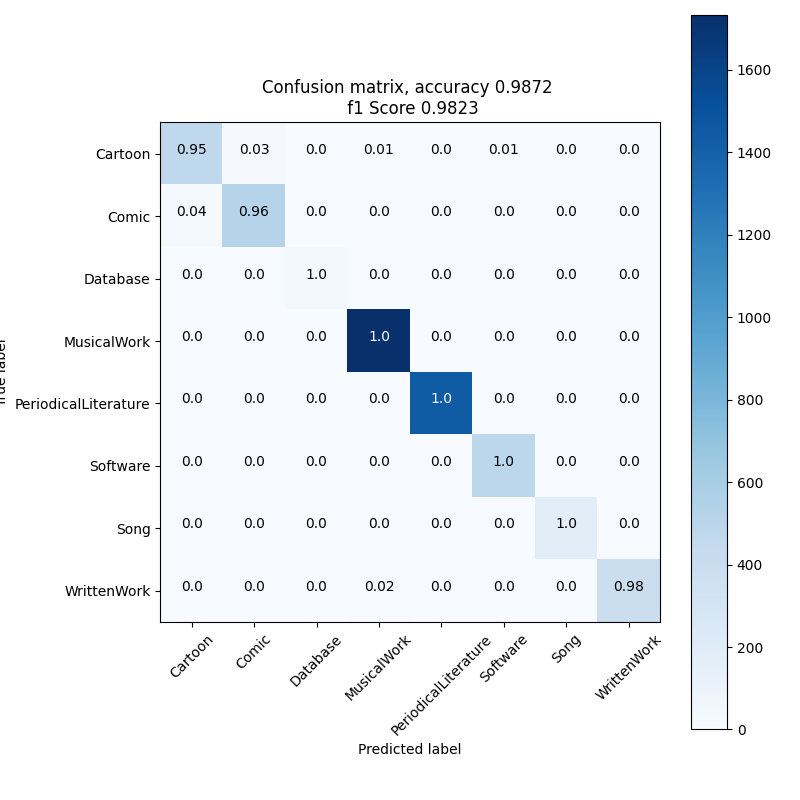 Confusion matrix, accuracy 0.9872
f1 Score 0.9823
Cartoon 0.95 0.03 0.0 0.01 0.0 0.01 0.0 0.0
Comic 0.04 0.96 0.0 0.0 0.0 0.0 0.0 0.0
Database 0.0 0.0 1.0 0.0 0.0 0.0 0.0 0.0
MusicalWork 0.0 0.0 0.0 1.0 0.0 0.0 0.0 0.0
PeriodicalLiterature 0.0 0.0 0.0 0.0 1.0 0.0 0.0 0.0
Software 0.0 0.0 0.0 0.0 0.0 1.0 0.0 0.0
Song 0.0 0.0 0.0 0.0 0.0 0.0 1.0 0.0
WrittenWork 0.0 0.0 0.0 0.02 0.0 0.0 0.0 0.98
Cartoon Comic Database MusicalWork PeriodicalLiterature Software Song WrittenWork
Predicted label
True label
1600
1400
1200
1000
800
600
400
200
0